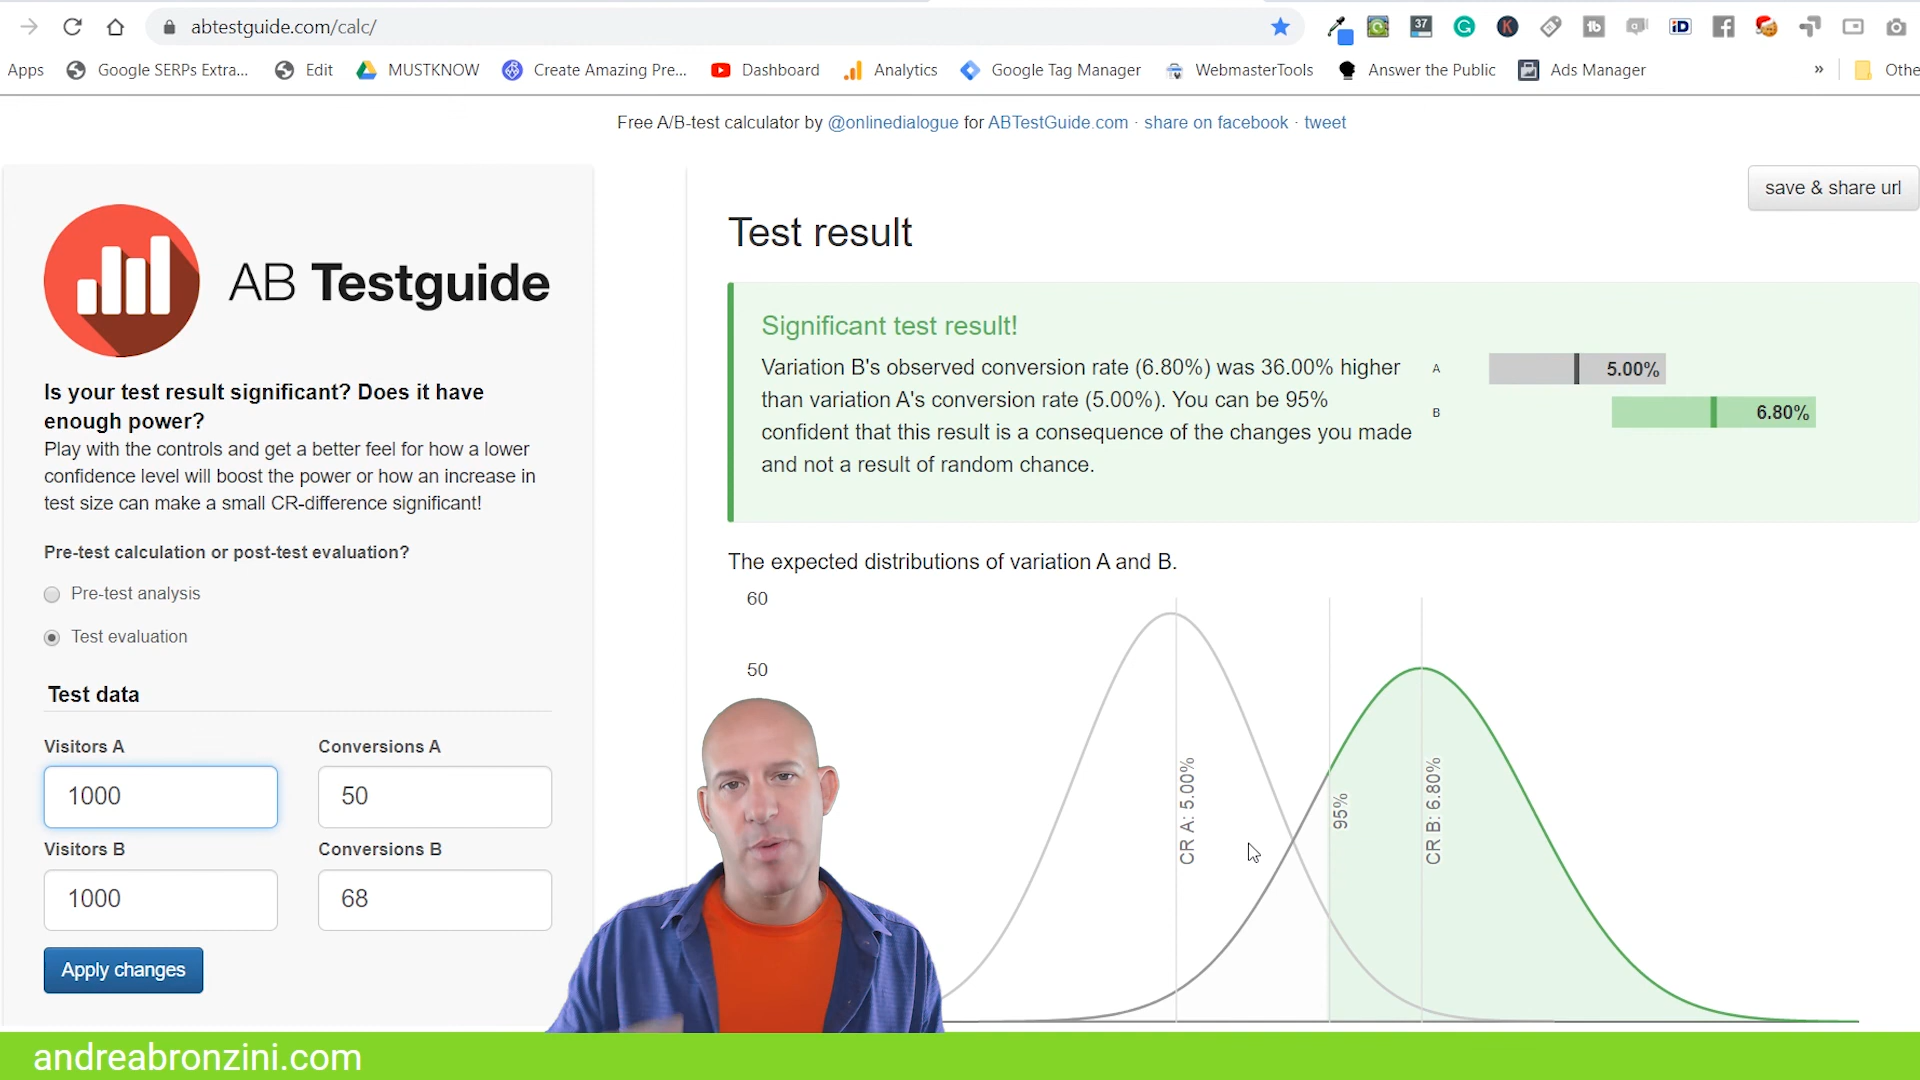 abtestguide.com/calc/
37
K
tb
iD
Apps
Google SERPs Extra...
Edit
MUSTKNOW
Create Amazing Pre...
Dashboard
Analytics
Google Tag Manager
WebmasterTools
Answer the Public
Ads Manager
»
Othe
Free A/B-test calculator by @onlinedialogue for ABTestGuide.com · share on facebook · tweet
save & share url
AB Testguide
Is your test result significant? Does it have
enough power?
Play with the controls and get a better feel for how a lower
confidence level will boost the power or how an increase in
test size can make a small CR-difference significant!
Pre-test calculation or post-test evaluation?
Pre-test analysis
Test evaluation
Test data
Visitors A
Conversions A
1000
50
Visitors B
Conversions B
1000
68
Apply changes
Test result
Significant test result!
Variation B's observed conversion rate (6.80%) was 36.00% higher
than variation A's conversion rate (5.00%). You can be 95%
confident that this result is a consequence of the changes you made
and not a result of random chance.
A
5.00%
B
6.80%
The expected distributions of variation A and B.
60
50
CR A: 5.00%
95%
CR B: 6.80%
andreabronzini.com